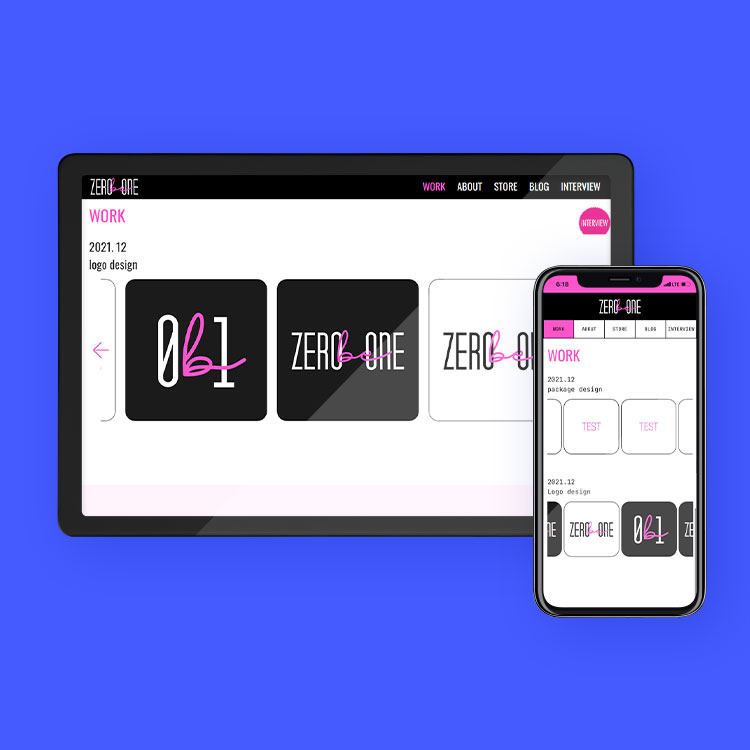 ZERO be ONE
WORK ABOUT STORE BLOG INTERVIEW
WORK
INTERVIEW
2021. 12
logo design
0b1
ZERO be ONE
ZERO be
6:18 LTE
ZERO be ONE
WORK ABOUT STORE BLOG INTERVIEW
WORK
2021.12
package design
TEST TEST
2021.12
Logo design
NE ZERO be ONE 0b1 ZE